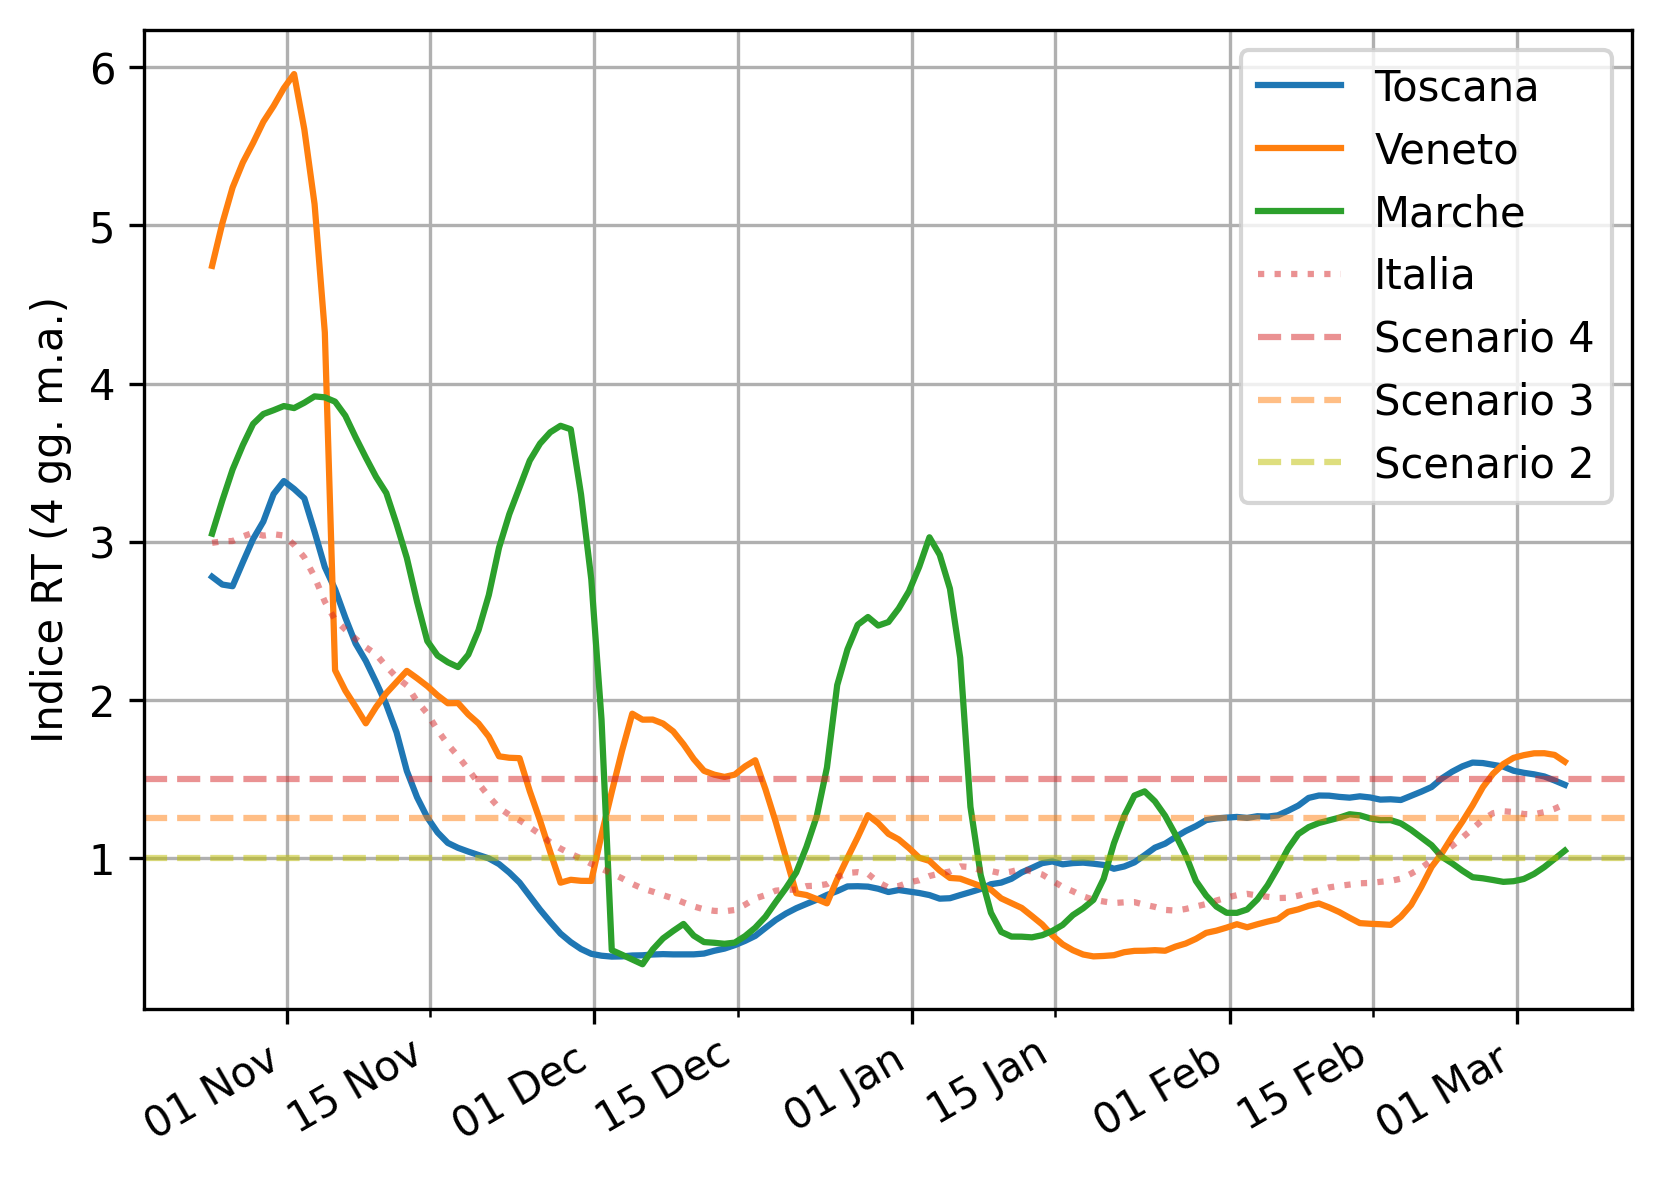 6
5
4
3
2
1
Indice RT (4 gg. m.a.)
Toscana
Veneto
Marche
Italia
Scenario 4
Scenario 3
Scenario 2
01 Nov
15 Nov
01 Dec
15 Dec
01 Jan
15 Jan
01 Feb
15 Feb
01 Mar